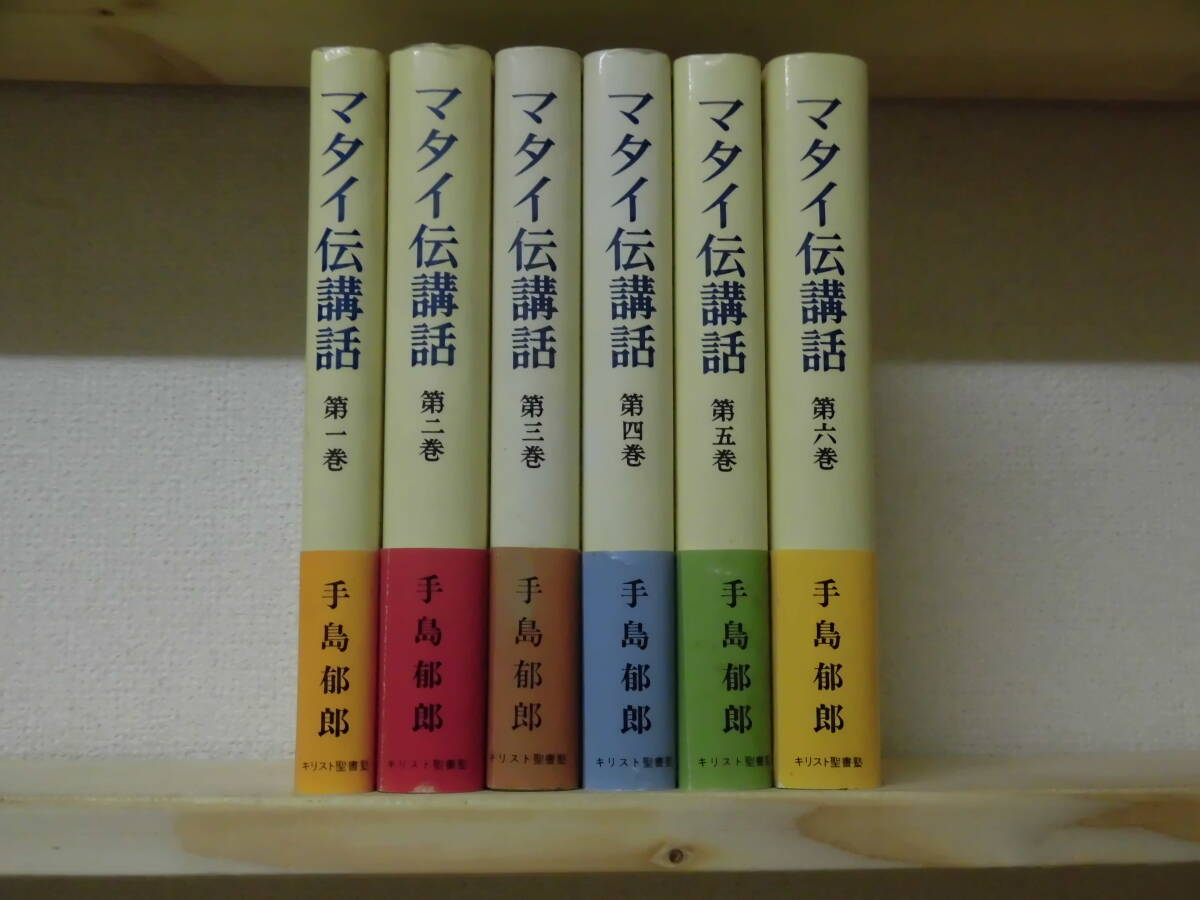 マタイ伝講話 第一巻
手島郁郎
キリスト聖書塾
マタイ伝講話 第二巻
手島郁郎
キリスト聖書塾
マタイ伝講話 第三巻
手島郁郎
キリスト聖書塾
マタイ伝講話 第四巻
手島郁郎
キリスト聖書塾
マタイ伝講話 第五巻
手島郁郎
キリスト聖書塾
マタイ伝講話 第六巻
手島郁郎
キリスト聖書塾